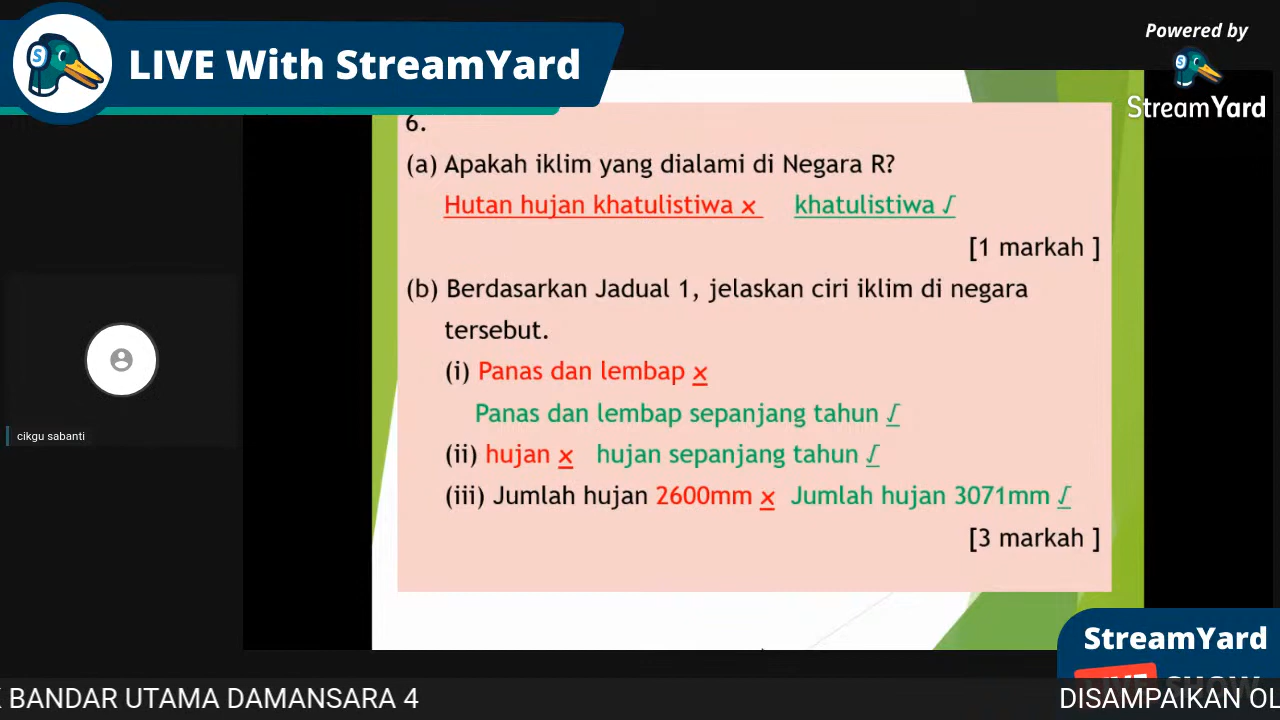 LIVE With StreamYard
Powered by
StreamYard
6.
(a) Apakah iklim yang dialami di Negara R?
Hutan hujan khatulistiwa x khatulistiwa √
[1 markah ]
(b) Berdasarkan Jadual 1, jelaskan ciri iklim di negara
tersebut.
(i) Panas dan lembap x
Panas dan lembap sepanjang tahun √
(ii) hujan x hujan sepanjang tahun √
(iii) Jumlah hujan 2600mm x Jumlah hujan 3071mm √
[3 markah ]
cikgu sabanti
StreamYard
BANDAR UTAMA DAMANSARA 4
DISAMPAIKAN OL